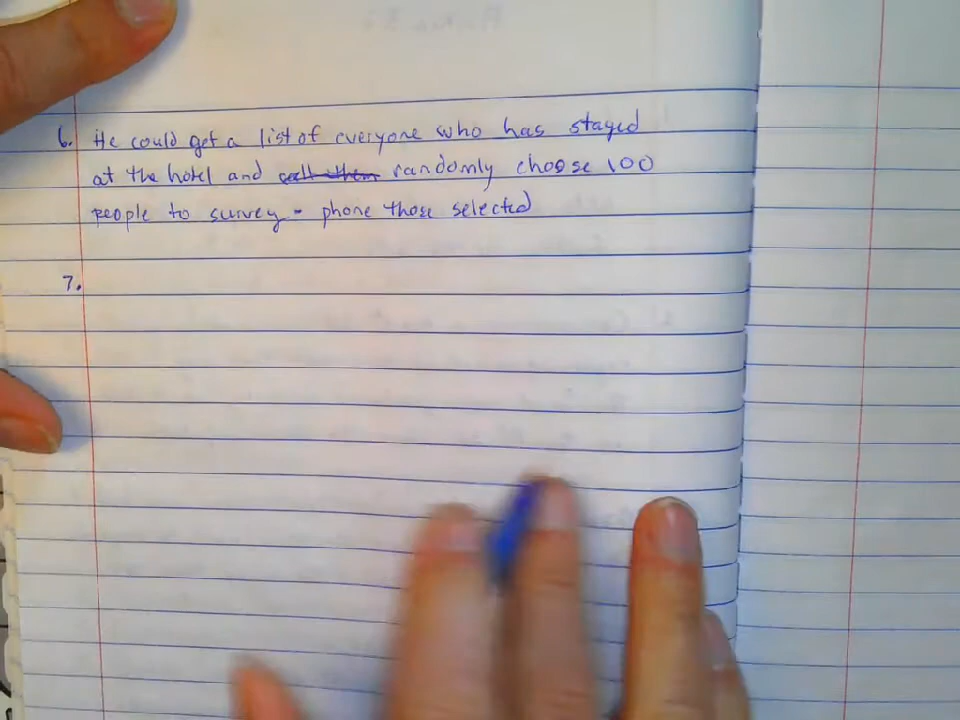 6. He could get a list of everyone who has stayed
at the hotel and call them randomly choose 100
people to survey - phone those selected
7.